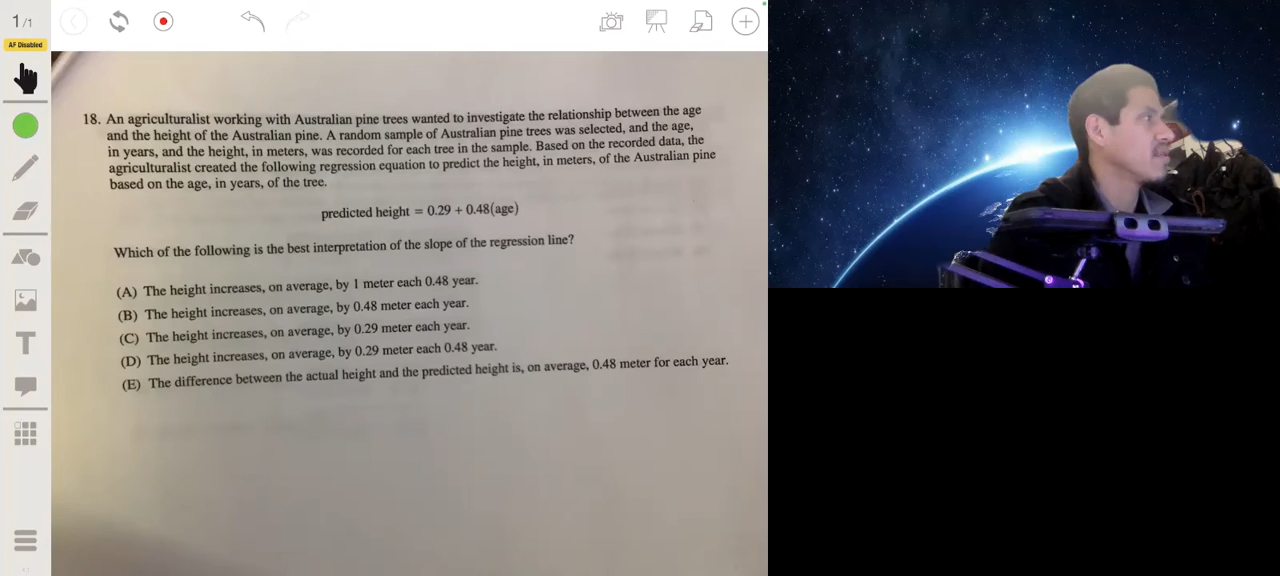 1/1
AF Disabled
T
18. An agriculturalist working with Australian pine trees wanted to investigate the relationship between the age
and the height of the Australian pine. A random sample of Australian pine trees was selected, and the age,
in years, and the height, in meters, was recorded for each tree in the sample. Based on the recorded data, the
agriculturalist created the following regression equation to predict the height, in meters, of the Australian pine
based on the age, in years, of the tree.
predicted height = 0.29 + 0.48(age)
Which of the following is the best interpretation of the slope of the regression line?
(A) The height increases, on average, by 1 meter each 0.48 year.
(B) The height increases, on average, by 0.48 meter each year.
(C) The height increases, on average, by 0.29 meter each year.
(D) The height increases, on average, by 0.29 meter each 0.48 year.
(E) The difference between the actual height and the predicted height is, on average, 0.48 meter for each year.